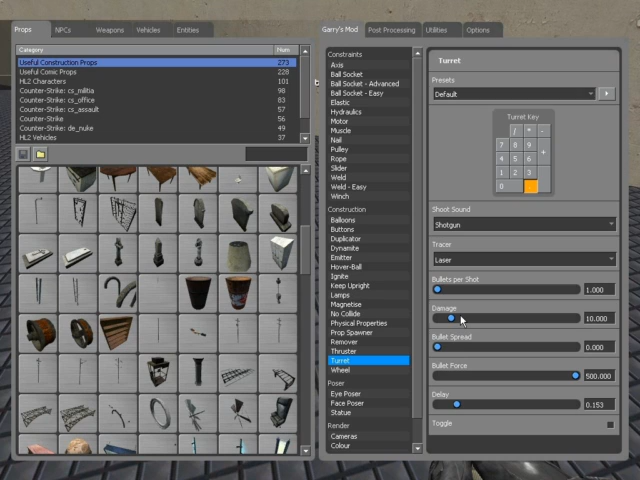 Props NPCs Weapons Vehicles Entities
Category Num
Useful Construction Props 273
Useful Comic Props 228
HL2 Characters 101
Counter-Strike: cs_militia 98
Counter-Strike: cs_office 83
Counter-Strike: cs_assault 57
Counter-Strike 56
Counter-Strike: de_nuke 49
HL2 Vehicles 37
Garry's Mod Post Processing Utilities Options
Constraints
Axis
Ball Socket
Ball Socket - Advanced
Ball Socket - Easy
Elastic
Hydraulics
Motor
Muscle
Nail
Pulley
Rope
Slider
Weld
Weld - Easy
Winch
Construction
Balloons
Buttons
Duplicator
Dynamite
Emitter
Hover-Ball
Ignite
Keep Upright
Lamps
Magnetise
No Collide
Physical Properties
Prop Spawner
Remover
Thruster
Turret
Wheel
Poser
Eye Poser
Face Poser
Statue
Render
Cameras
Colour
Turret
Presets
Default
Turret Key
/ * -
7 8 9
4 5 6 +
1 2 3
0 .
Shoot Sound
Shotgun
Tracer
Laser
Bullets per Shot
1.000
Damage
10.000
Bullet Spread
0.000
Bullet Force
500.000
Delay
0.153
Toggle